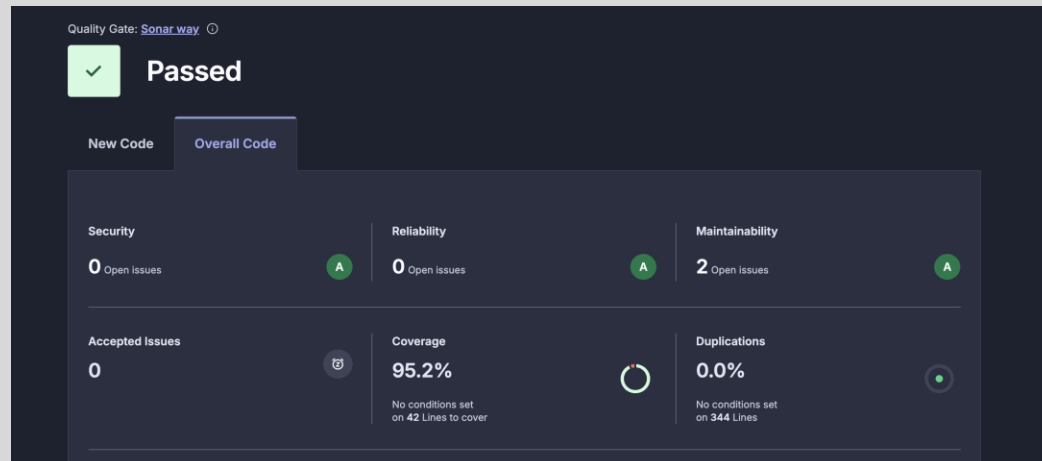 Quality Gate: Sonar way
Passed
New Code
Overall Code
Security
0 Open issues
A
Reliability
0 Open issues
A
Maintainability
2 Open issues
A
Accepted Issues
0
Coverage
95.2%
No conditions set
on 42 Lines to cover
Duplications
0.0%
No conditions set
on 344 Lines